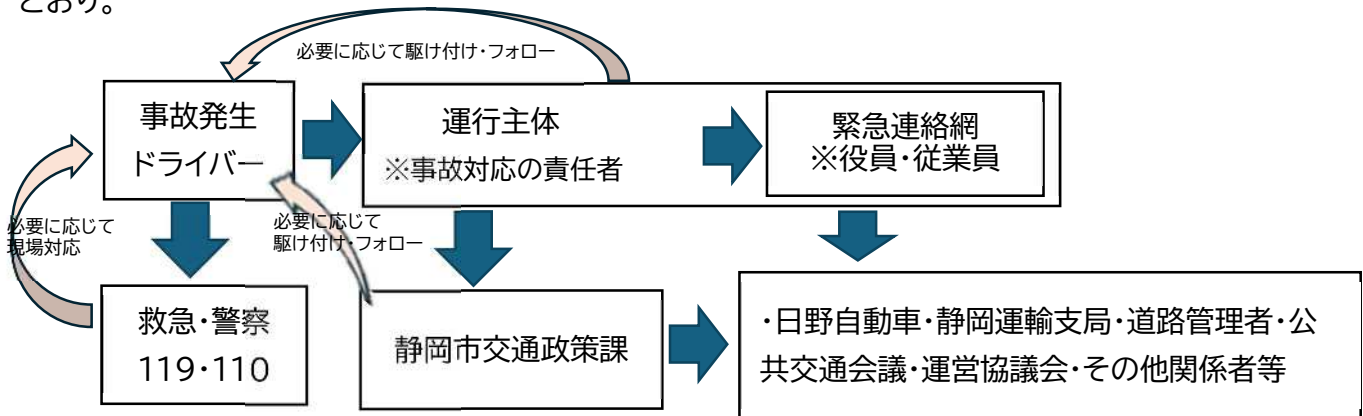 とおり。
必要に応じて駆け付け・フォロー
事故発生
ドライバー
運行主体
※事故対応の責任者
緊急連絡網
※役員・従業員
必要に応じて
現場対応
必要に応じて
駆け付け・フォロー
救急・警察
119・110
静岡市交通政策課
・日野自動車・静岡運輸支局・道路管理者・公
共交通会議・運営協議会・その他関係者等